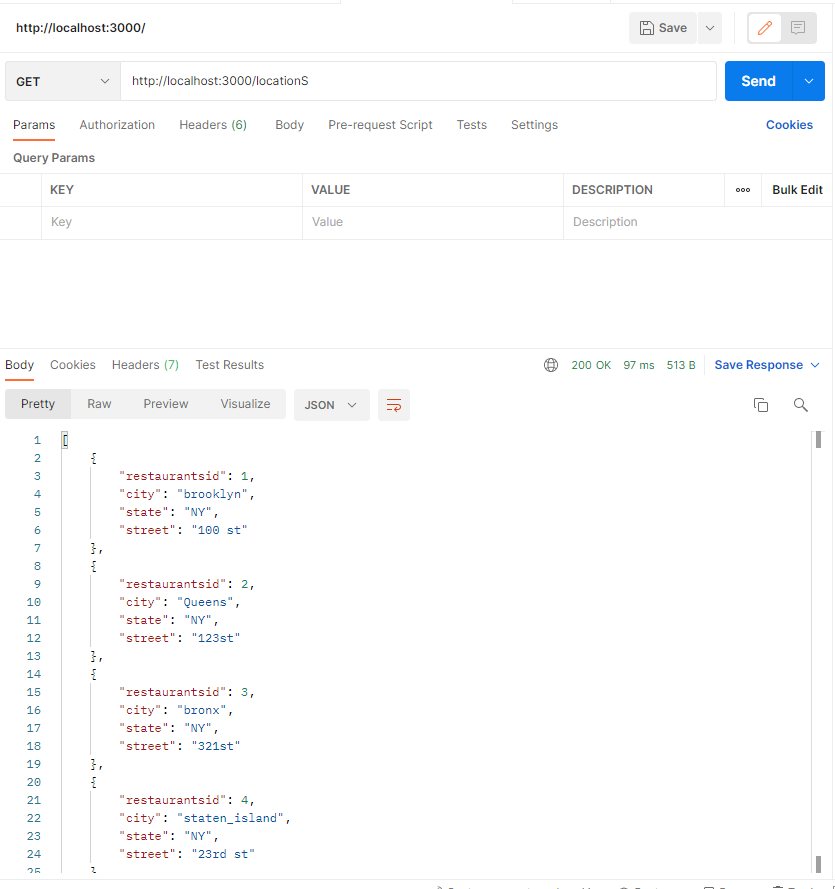 http://localhost:3000/
Save
GET http://localhost:3000/locationS Send
Params Authorization Headers (6) Body Pre-request Script Tests Settings Cookies
Query Params
KEY VALUE DESCRIPTION ooo Bulk Edit
Key Value Description
Body Cookies Headers (7) Test Results 200 OK 97 ms 513 B Save Response
Pretty Raw Preview Visualize JSON
1 [
2 {
3 "restaurantsid": 1,
4 "city": "brooklyn",
5 "state": "NY",
6 "street": "100 st"
7 },
8 {
9 "restaurantsid": 2,
10 "city": "Queens",
11 "state": "NY",
12 "street": "123st"
13 },
14 {
15 "restaurantsid": 3,
16 "city": "bronx",
17 "state": "NY",
18 "street": "321st"
19 },
20 {
21 "restaurantsid": 4,
22 "city": "staten_island",
23 "state": "NY",
24 "street": "23rd st"
25 }